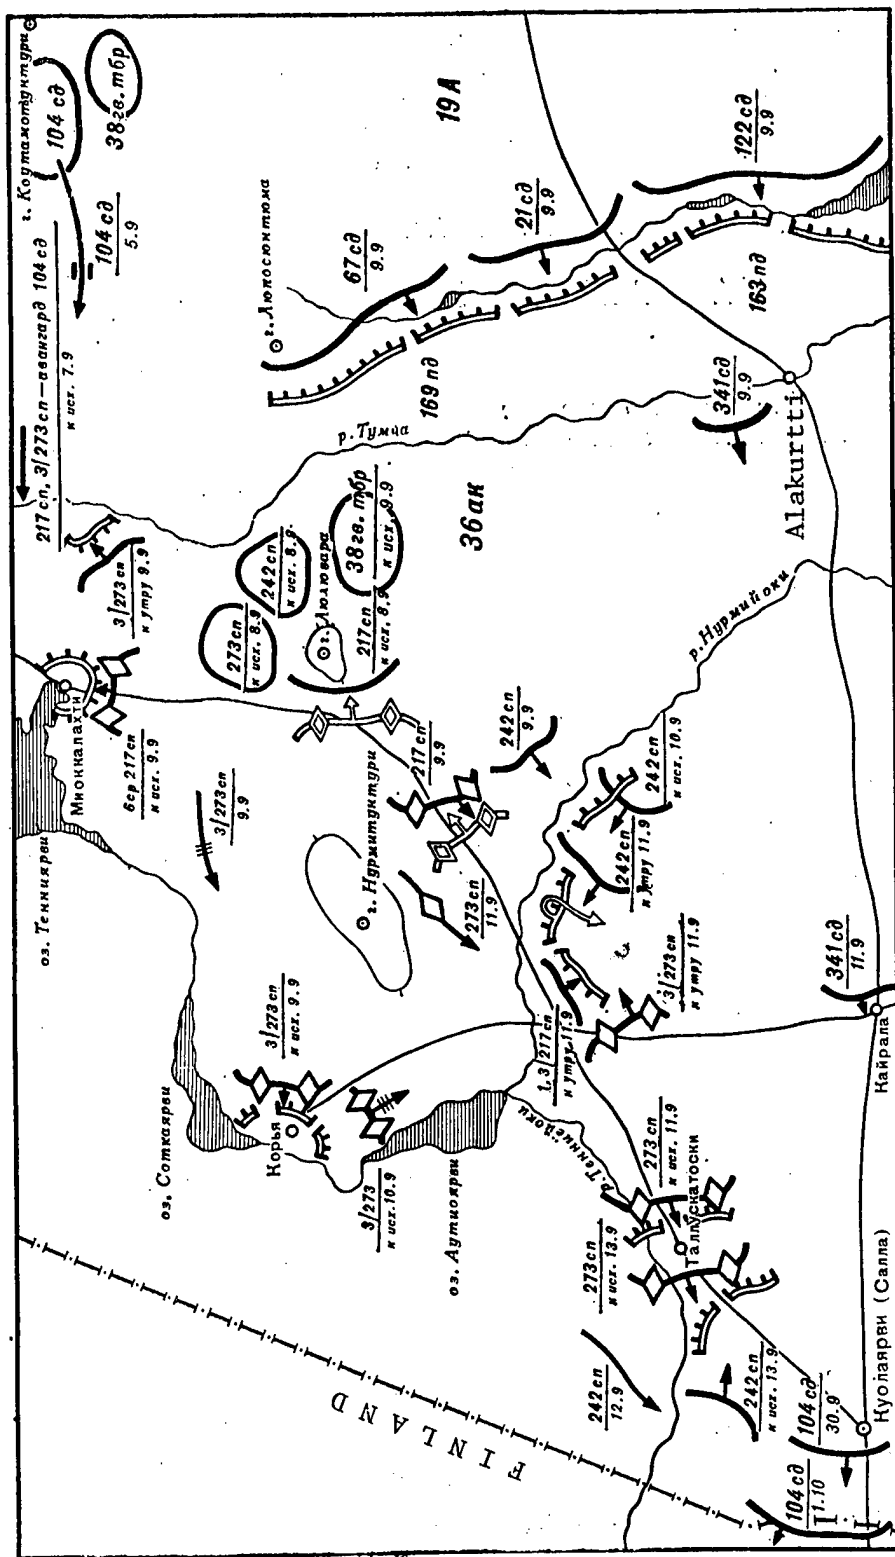 г. Коутамотунтури
104 сд
38 гв. тбр
104 сд
5.9
217 сп, 3/273 сп—авангард 104 сд
к исх. 7.9
19А
122 сд
9.9
21 сд
9.9
67 сд
9.9
г. Люпосюнтюма
169 пд
163 пд
р. Тумча
341 сд
9.9
Alakurtti
36 ак
38 гв. тбр
к исх. 9.9
г. Люлювара
217 сп
к исх. 8.9
242 сп
к исх. 8.9
273 сп
к исх. 8.9
3/273 сп
к утру 9.9
Миоккалахти
6ср 217 сп
к исх. 9.9
оз. Тенниярви
3/273 сп
9.9
г. Нурмитунтури
217 сп
9.9
242 сп
9.9
р. Нурмийоки
242 сп
к исх. 10.9
242 сп
к утру 11.9
273 сп
11.9
3/273 сп
к утру 11.9
1,3/217 сп
к утру 11.9
341 сд
11.9
Кайрала
3/273 сп
к исх. 9.9
Корья
оз. Соткаярви
3/273
к исх. 10.9
оз. Аутиоярви
р. Теннийёки
273 сп
к исх. 11.9
Таллускатоски
273 сп
к исх. 13.9
242 сп
12.9
242 сп
к исх. 13.9
Куолаярви (Салла)
104 сд
30.9
104 сд
1.10
FINLAND